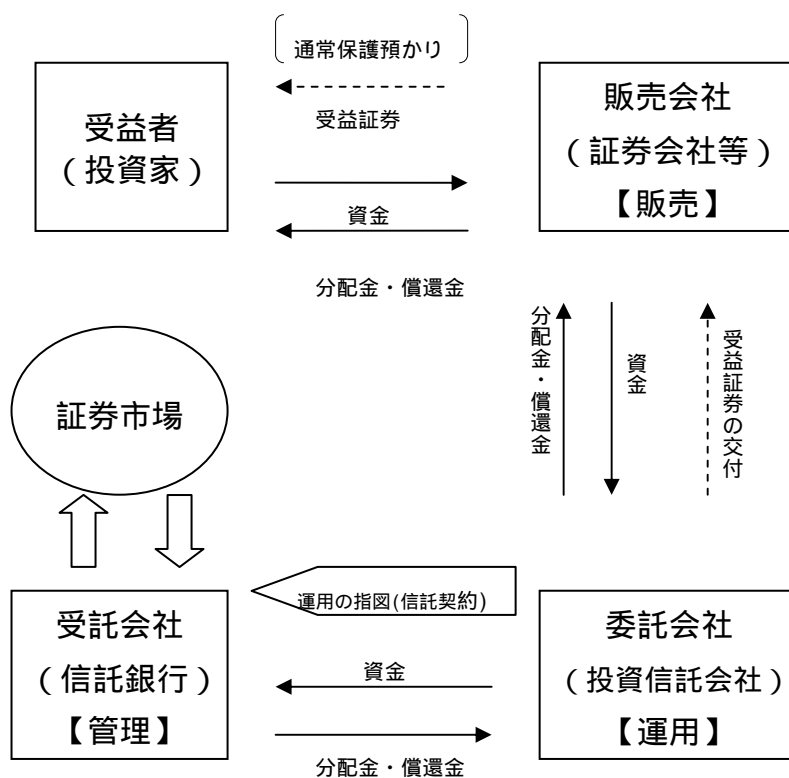 通常保護預かり
受益者
（投資家）
受益証券
資金
分配金・償還金
販売会社
（証券会社等）
【販売】
分配金・償還金
資金
受益証券の交付
証券市場
運用の指図(信託契約)
受託会社
（信託銀行）
【管理】
資金
分配金・償還金
委託会社
（投資信託会社）
【運用】